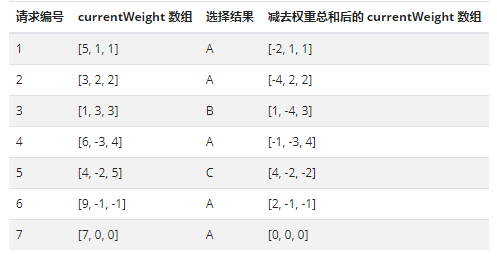 请求编号 currentWeight 数组 选择结果 减去权重总和后的 currentWeight 数组
1 [5, 1, 1] A [-2, 1, 1]
2 [3, 2, 2] A [-4, 2, 2]
3 [1, 3, 3] B [1, -4, 3]
4 [6, -3, 4] A [-1, -3, 4]
5 [4, -2, 5] C [4, -2, -2]
6 [9, -1, -1] A [2, -1, -1]
7 [7, 0, 0] A [0, 0, 0]